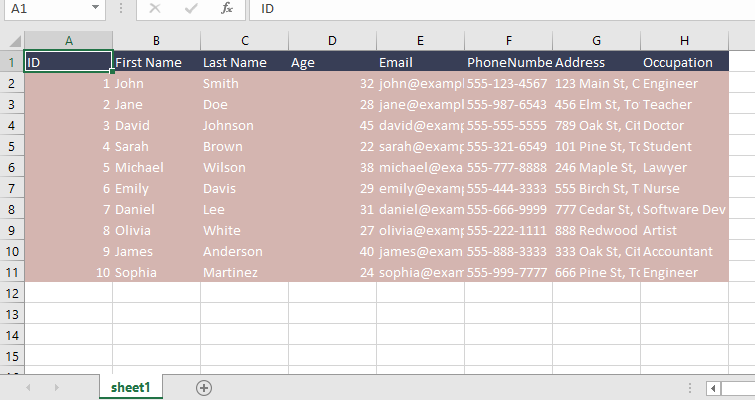 A1 fx ID
A B C D E F G H
1 ID First Name Last Name Age Email PhoneNumbe Address Occupation
2 1 John Smith 32 john@exampl 555-123-4567 123 Main St, C Engineer
3 2 Jane Doe 28 jane@exampl 555-987-6543 456 Elm St, To Teacher
4 3 David Johnson 45 david@examp 555-555-5555 789 Oak St, Cit Doctor
5 4 Sarah Brown 22 sarah@examp 555-321-6549 101 Pine St, To Student
6 5 Michael Wilson 38 michael@exa 555-777-8888 246 Maple St, Lawyer
7 6 Emily Davis 29 emily@examp 555-444-3333 555 Birch St, T Nurse
8 7 Daniel Lee 31 daniel@exam 555-666-9999 777 Cedar St, Software Dev
9 8 Olivia White 27 olivia@examp 555-222-1111 888 Redwood Artist
10 9 James Anderson 40 james@exam 555-888-3333 333 Oak St, Cit Accountant
11 10 Sophia Martinez 24 sophia@exam 555-999-7777 666 Pine St, To Engineer
12
13
14
15
sheet1